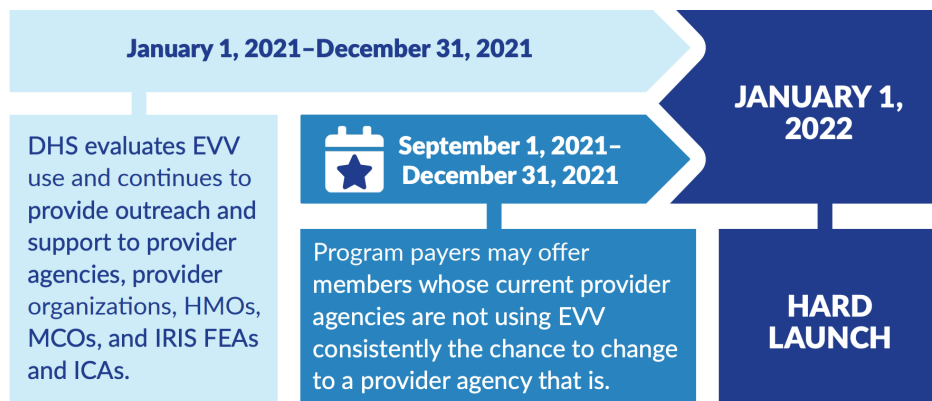 January 1, 2021–December 31, 2021
JANUARY 1,
2022
DHS evaluates EVV
use and continues to
provide outreach and
support to provider
agencies, provider
organizations, HMOs,
MCOs, and IRIS FEAs
and ICAs.
September 1, 2021–
December 31, 2021
Program payers may offer
members whose current provider
agencies are not using EVV
consistently the chance to change
to a provider agency that is.
HARD
LAUNCH